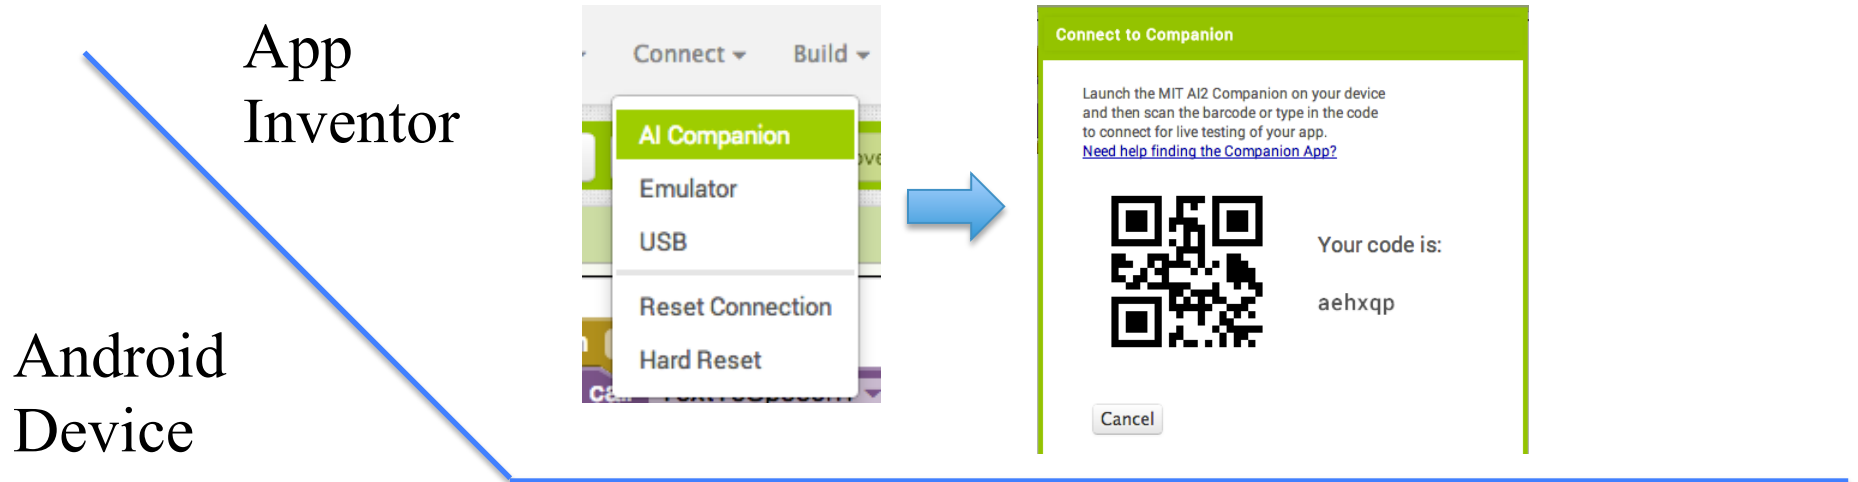 App
Inventor
Android
Device
Connect
Build
AI Companion
Emulator
USB
Reset Connection
Hard Reset
Connect to Companion
Launch the MIT AI2 Companion on your device
and then scan the barcode or type in the code
to connect for live testing of your app.
Need help finding the Companion App?
Your code is:
aehxqp
Cancel